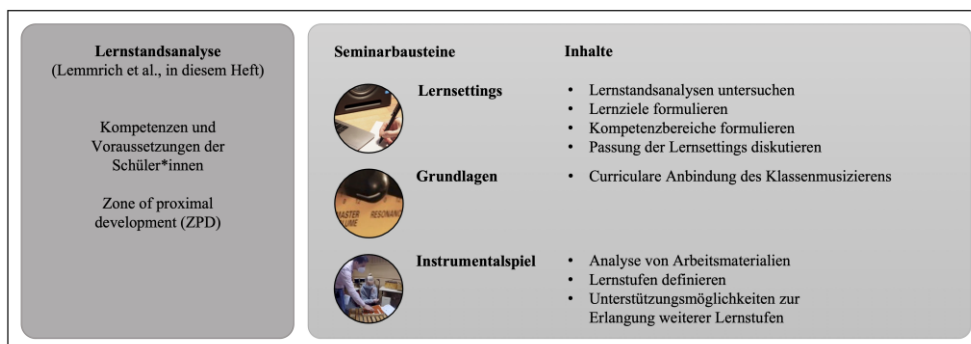 Lernstandsanalyse
(Lemmrich et al., in diesem Heft)
Kompetenzen und
Voraussetzungen der
Schüler*innen
Zone of proximal
development (ZPD)
Seminarbausteine
Inhalte
Lernsettings
• Lernstandsanalysen untersuchen
• Lernziele formulieren
• Kompetenzbereiche formulieren
• Passung der Lernsettings diskutieren
MASTER
RESONANC
Grundlagen
• Curriculare Anbindung des Klassenmusizierens
Instrumentalspiel
• Analyse von Arbeitsmaterialien
• Lernstufen definieren
• Unterstützungsmöglichkeiten zur
Erlangung weiterer Lernstufen